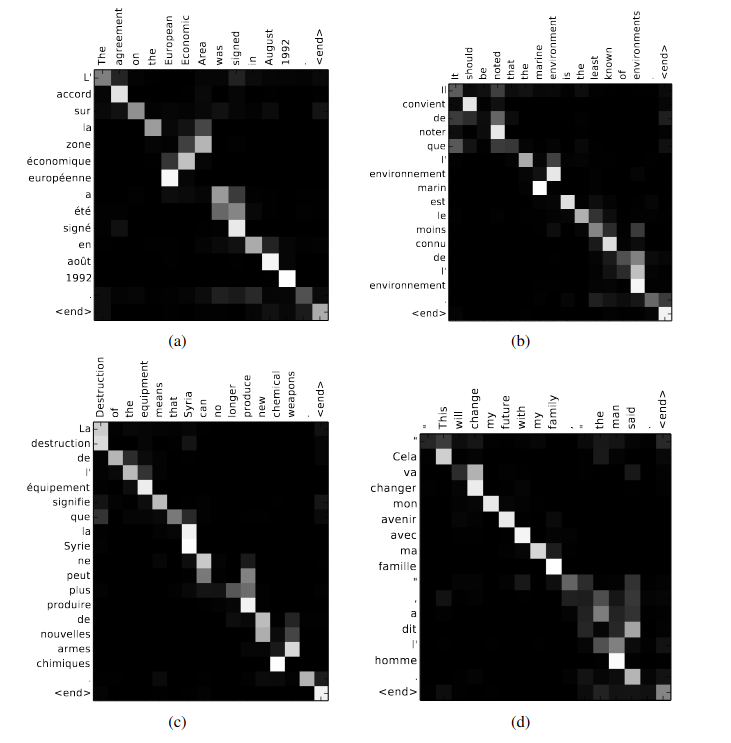 The agreement on the European Economic Area was signed in August 1992 . <end>
L'
accord
sur
la
zone
économique
européenne
a
été
signé
en
août
1992
.
<end>
(a)
It should be noted that the marine environment is the least known of environments . <end>
Il
convient
de
noter
que
l'
environnement
marin
est
le
moins
connu
de
l'
environnement
.
<end>
(b)
Destruction of the equipment means that Syria can no longer produce new chemical weapons . <end>
La
destruction
de
l'
équipement
signifie
que
la
Syrie
ne
peut
plus
produire
de
nouvelles
armes
chimiques
.
<end>
(c)
" This will change my future with my family , " the man said . <end>
"
Cela
va
changer
mon
avenir
avec
ma
famille
"
,
a
dit
l'
homme
.
<end>
(d)